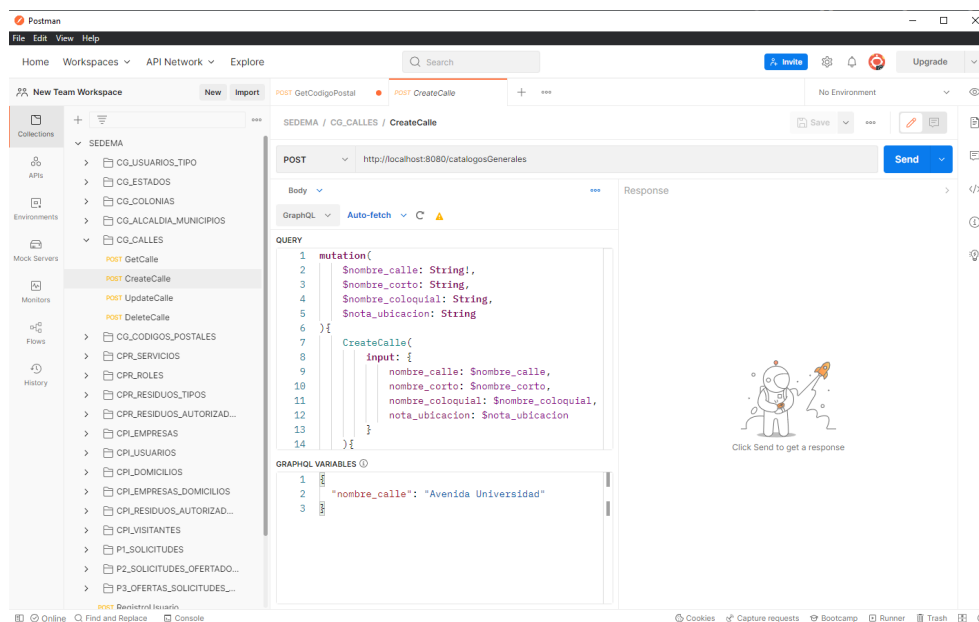 Postman
File Edit View Help
Home Workspaces API Network Explore
Search
Invite
Upgrade
New Team Workspace
New Import
POST GetCodigoPostal
POST CreateCalle
No Environment
Collections
APIs
Environments
Mock Servers
Monitors
Flows
History
SEDEMA
CG_USUARIOS_TIPO
CG_ESTADOS
CG_COLONIAS
CG_ALCALDIA_MUNICIPIOS
CG_CALLES
POST GetCalle
POST CreateCalle
POST UpdateCalle
POST DeleteCalle
CG_CODIGOS_POSTALES
CPR_SERVICIOS
CPR_ROLES
CPR_RESIDUOS_TIPOS
CPR_RESIDUOS_AUTORIZAD...
CPI_EMPRESAS
CPI_USUARIOS
CPI_DOMICILIOS
CPI_EMPRESAS_DOMICILIOS
CPI_RESIDUOS_AUTORIZAD...
CPI_VISITANTES
P1_SOLICITUDES
P2_SOLICITUDES_OFERTADO...
P3_OFERTAS_SOLICITUDES_...
POST RegistroUsuario
SEDEMA / CG_CALLES / CreateCalle
Save
POST http://localhost:8080/catalogosGenerales
Send
Body
GraphQL Auto-fetch
QUERY
1 mutation(
2 $nombre_calle: String!,
3 $nombre_corto: String,
4 $nombre_coloquial: String,
5 $nota_ubicacion: String
6 ){
7 CreateCalle(
8 input: {
9 nombre_calle: $nombre_calle,
10 nombre_corto: $nombre_corto,
11 nombre_coloquial: $nombre_coloquial,
12 nota_ubicacion: $nota_ubicacion
13 }
14 ){
GRAPHQL VARIABLES
1 {
2 "nombre_calle": "Avenida Universidad"
3 }
Response
Click Send to get a response
Online Find and Replace Console
Cookies Capture requests Bootcamp Runner Trash